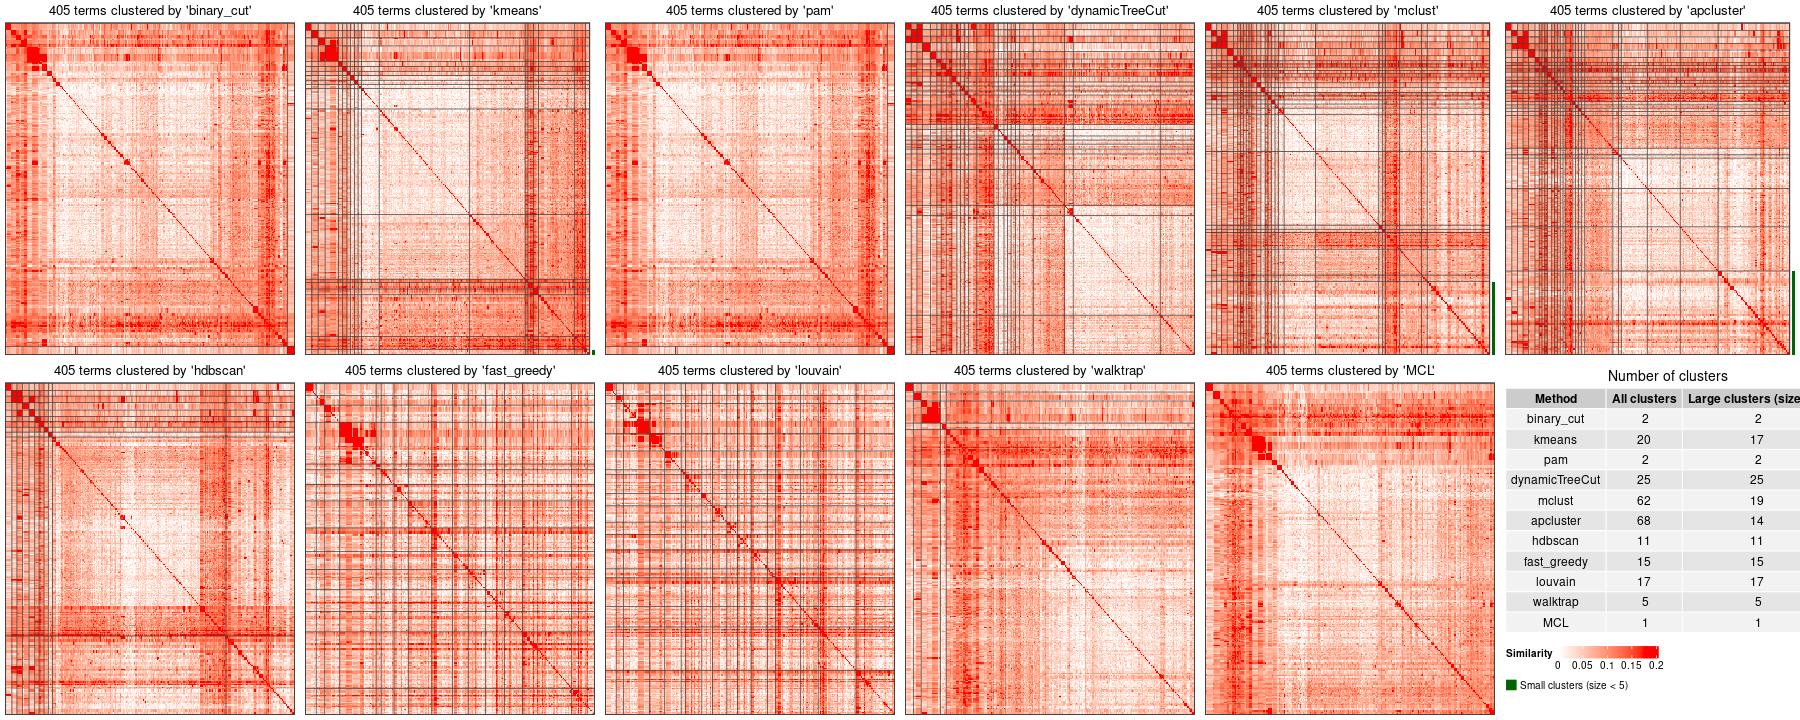 405 terms clustered by 'binary_cut'
405 terms clustered by 'kmeans'
405 terms clustered by 'pam'
405 terms clustered by 'dynamicTreeCut'
405 terms clustered by 'mclust'
405 terms clustered by 'apcluster'
405 terms clustered by 'hdbscan'
405 terms clustered by 'fast_greedy'
405 terms clustered by 'louvain'
405 terms clustered by 'walktrap'
405 terms clustered by 'MCL'
Number of clusters
Method All clusters Large clusters (size
binary_cut 2 2
kmeans 20 17
pam 2 2
dynamicTreeCut 25 25
mclust 62 19
apcluster 68 14
hdbscan 11 11
fast_greedy 15 15
louvain 17 17
walktrap 5 5
MCL 1 1
Similarity
0 0.05 0.1 0.15 0.2
Small clusters (size < 5)